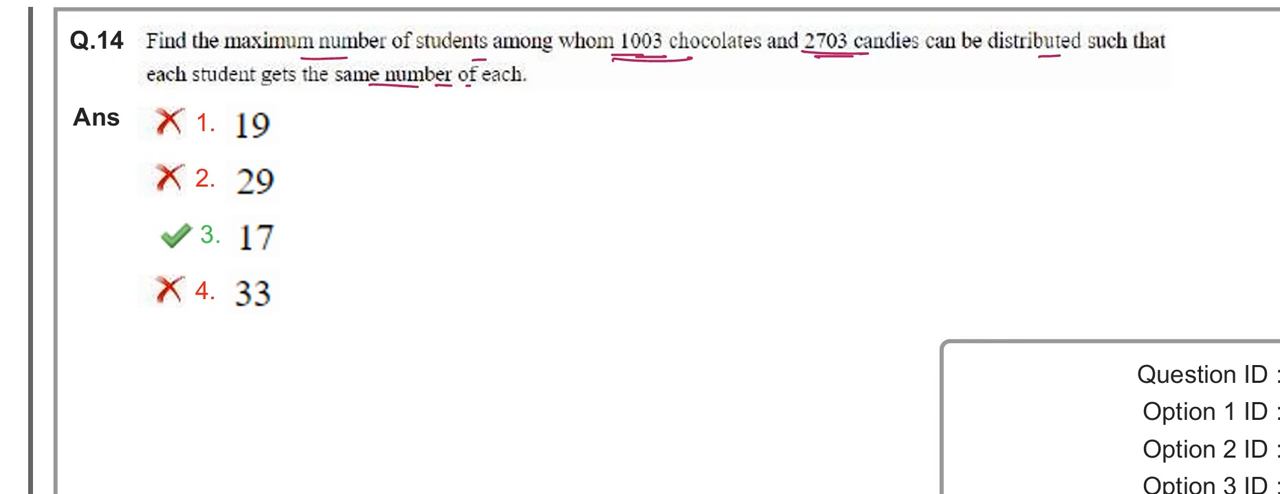 Q.14 Find the maximum number of students among whom 1003 chocolates and 2703 candies can be distributed such that
each student gets the same number of each.
Ans 1. 19
2. 29
3. 17
4. 33
Question ID :
Option 1 ID :
Option 2 ID :
Option 3 ID :